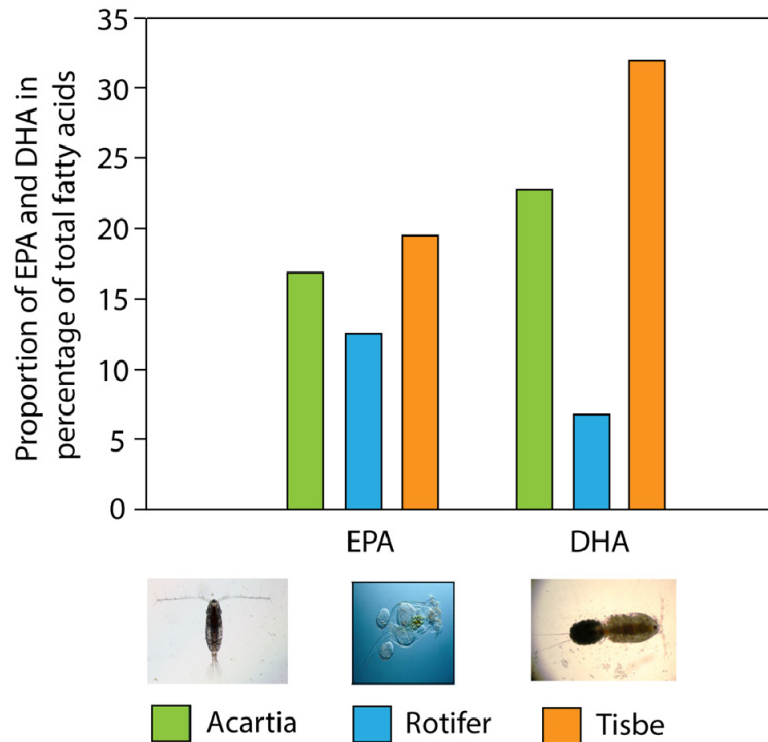 Proportion of EPA and DHA in
percentage of total fatty acids
35
30
25
20
15
10
5
0
EPA DHA
Acartia Rotifer Tisbe